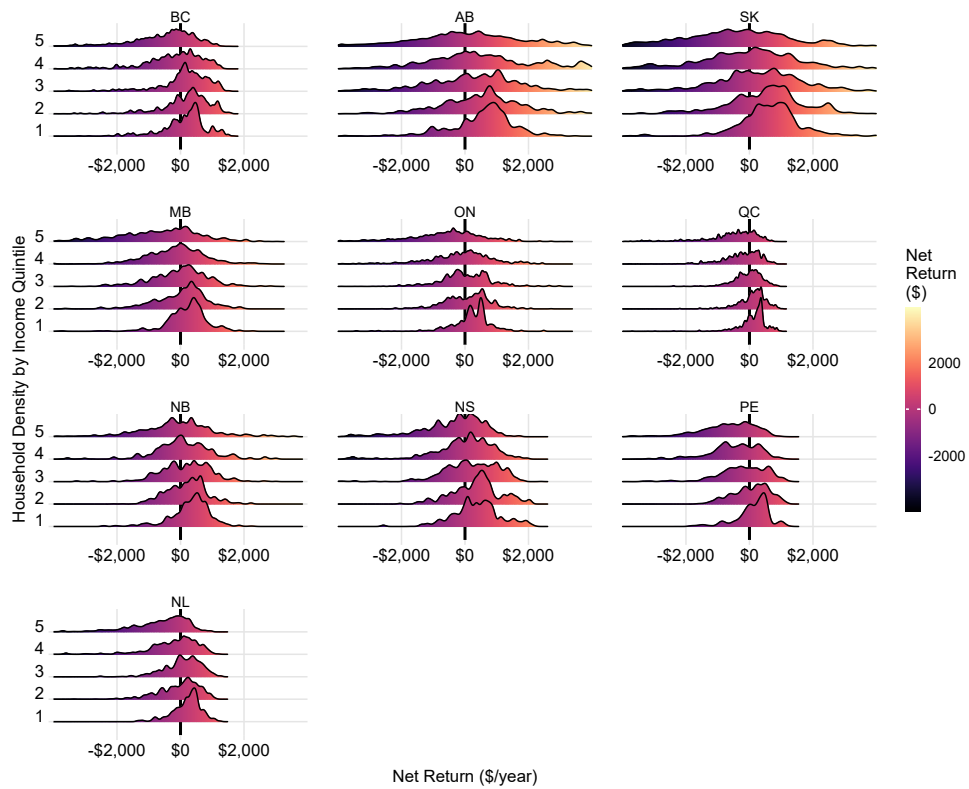 BC AB SK
5
4
3
2
1
-$2,000 $0 $2,000 -$2,000 $0 $2,000 -$2,000 $0 $2,000
MB ON QC
5
4
3
2
1
-$2,000 $0 $2,000 -$2,000 $0 $2,000 -$2,000 $0 $2,000
NB NS PE
5
4
3
2
1
-$2,000 $0 $2,000 -$2,000 $0 $2,000 -$2,000 $0 $2,000
NL
5
4
3
2
1
-$2,000 $0 $2,000
Net Return ($/year)
Household Density by Income Quintile
Net
Return
($)
2000
0
-2000